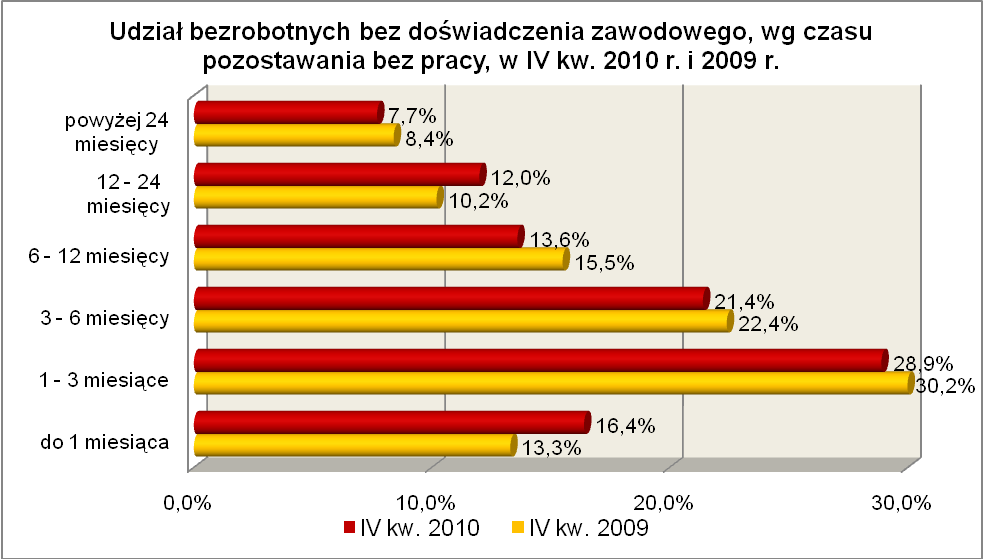 Udział bezrobotnych bez doświadczenia zawodowego, wg czasu
pozostawania bez pracy, w IV kw. 2010 r. i 2009 r.
powyżej 24
miesięcy
7,7%
8,4%
12 - 24
miesięcy
12,0%
10,2%
6 - 12 miesięcy
13,6%
15,5%
3 - 6 miesięcy
21,4%
22,4%
1 - 3 miesiące
28,9%
30,2%
do 1 miesiąca
16,4%
13,3%
0,0% 10,0% 20,0% 30,0%
IV kw. 2010 IV kw. 2009